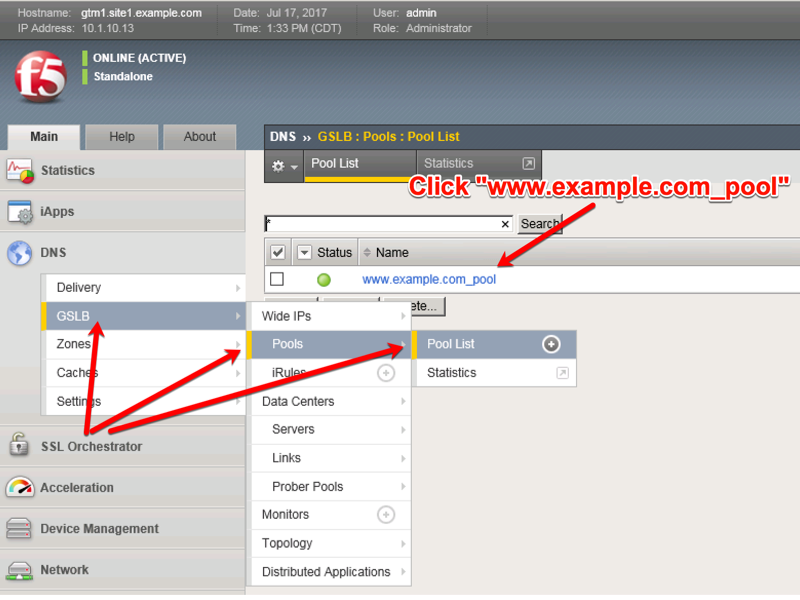 Hostname: gtm1.site1.example.com Date: Jul 17, 2017 User: admin
IP Address: 10.1.10.13 Time: 1:33 PM (CDT) Role: Administrator
f5
ONLINE (ACTIVE)
Standalone
Main Help About
DNS ›› GSLB : Pools : Pool List
Pool List Statistics
Click "www.example.com_pool"
* × Search
Status Name
www.example.com_pool
ete...
Statistics
iApps
DNS
Delivery
GSLB
Zones
Caches
Settings
SSL Orchestrator
Acceleration
Device Management
Network
Wide IPs
Pools
iRules
Data Centers
Servers
Links
Prober Pools
Monitors
Topology
Distributed Applications
Pool List
Statistics